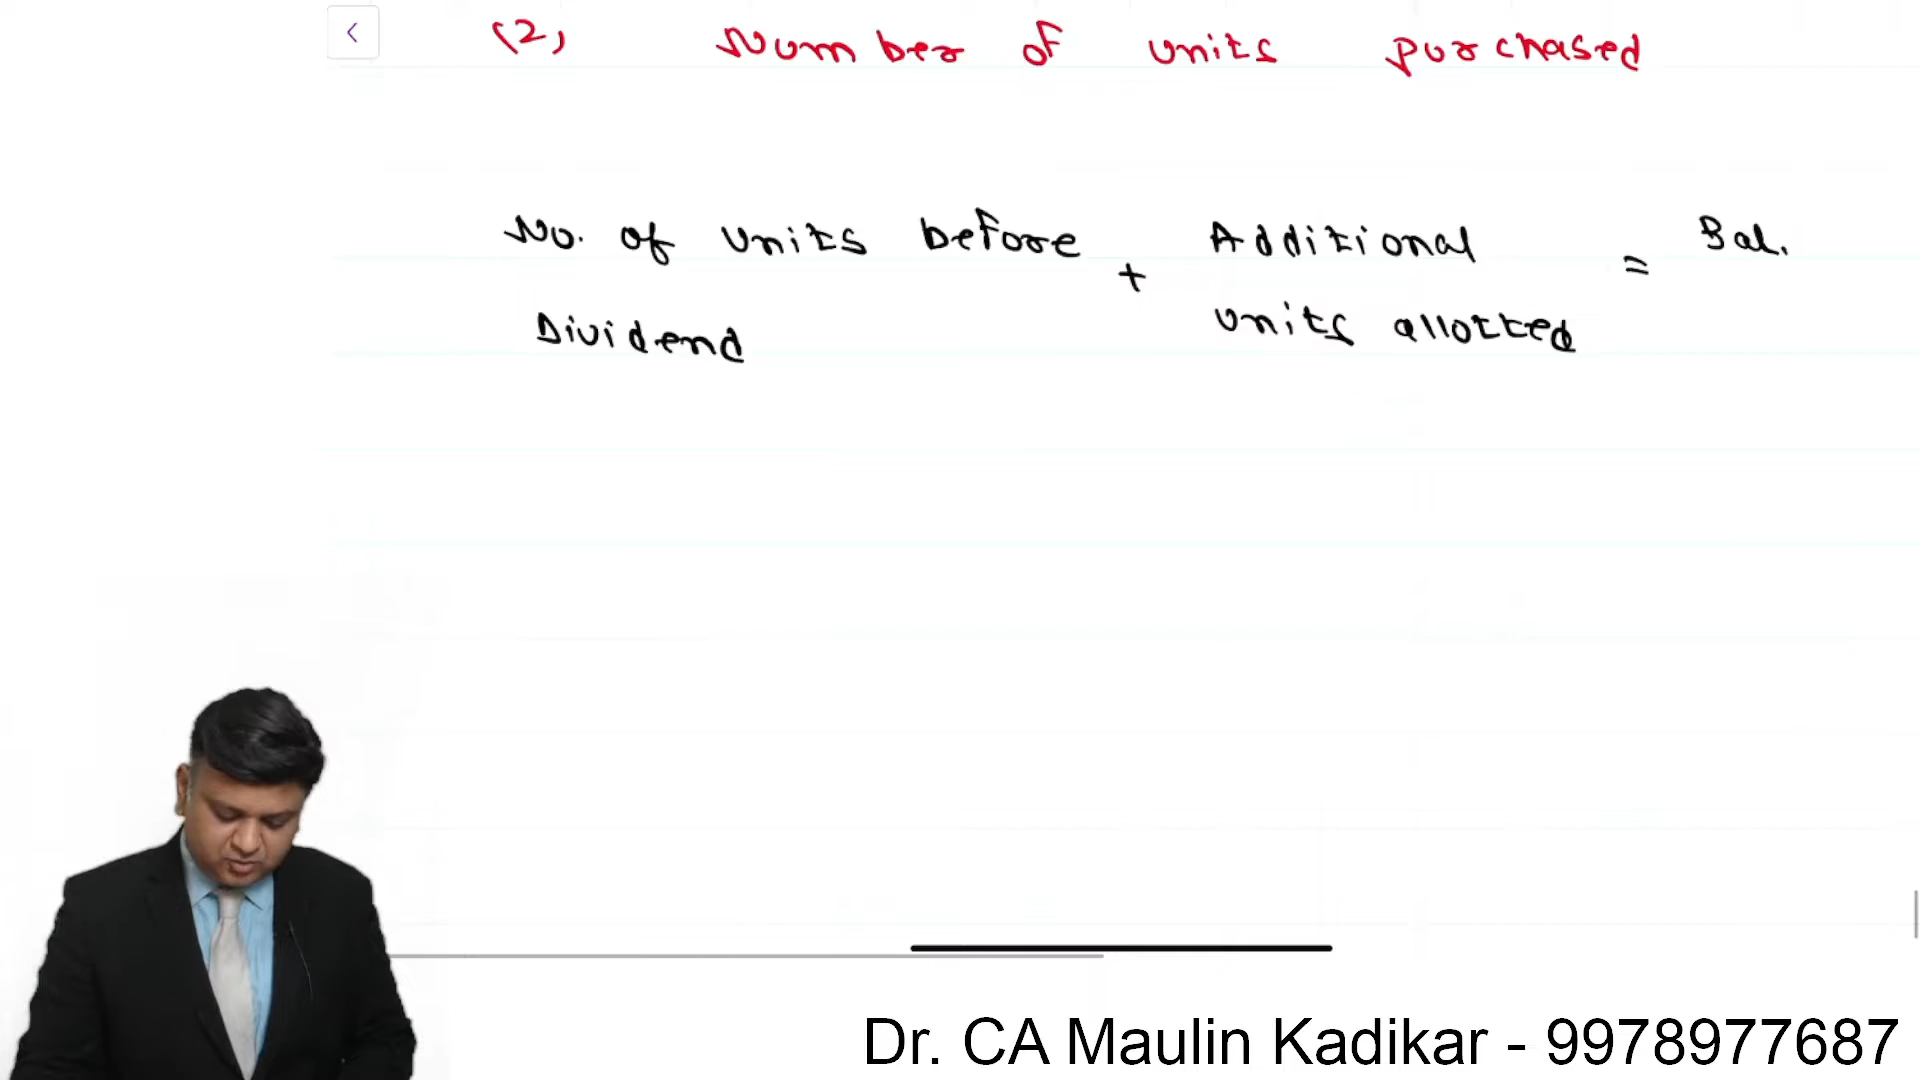 (2) Number of units purchased
No. of units before + Additional = Bal.
Dividend units allotted
Dr. CA Maulin Kadikar - 9978977687